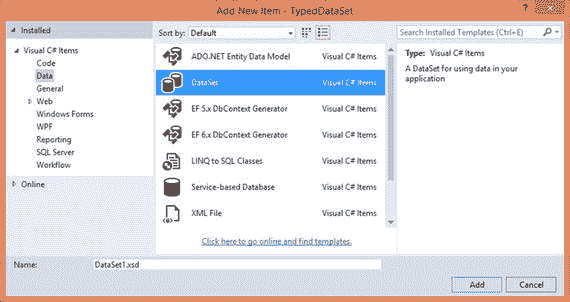 Add New Item - TypedDataSet
Installed
Visual C# Items
Code
Data
General
Web
Windows Forms
WPF
Reporting
SQL Server
Workflow
Online
Sort by: Default
ADO.NET Entity Data Model Visual C# Items
DataSet Visual C# Items
EF 5.x DbContext Generator Visual C# Items
EF 6.x DbContext Generator Visual C# Items
LINQ to SQL Classes Visual C# Items
Service-based Database Visual C# Items
XML File Visual C# Items
Click here to go online and find templates.
Search Installed Templates (Ctrl+E)
Type: Visual C# Items
A DataSet for using data in your
application
Name: DataSet1.xsd
Add Cancel